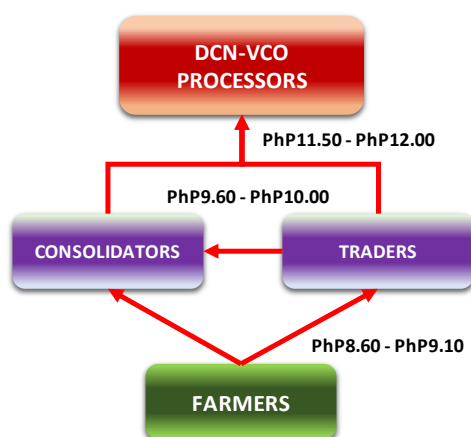 DCN-VCO
PROCESSORS
PhP11.50 - PhP12.00
PhP9.60 - PhP10.00
CONSOLIDATORS
TRADERS
PhP8.60 - PhP9.10
FARMERS